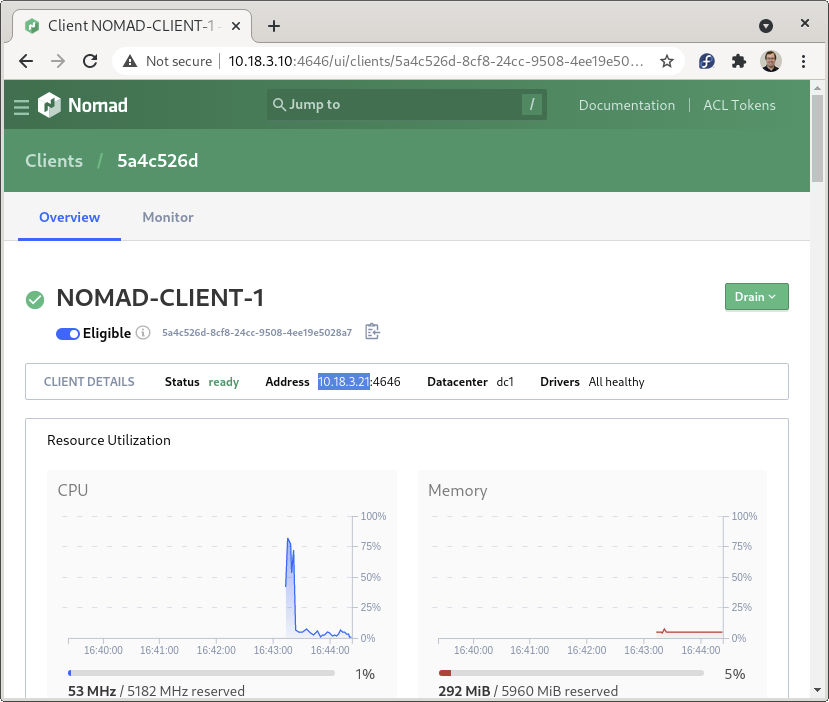 Client NOMAD-CLIENT-1 -
Not secure | 10.18.3.10:4646/ui/clients/5a4c526d-8cf8-24cc-9508-4ee19e50…
Nomad
Jump to
/
Documentation
ACL Tokens
Clients / 5a4c526d
Overview
Monitor
NOMAD-CLIENT-1
Drain
Eligible
5a4c526d-8cf8-24cc-9508-4ee19e5028a7
CLIENT DETAILS Status ready Address 10.18.3.21:4646 Datacenter dc1 Drivers All healthy
Resource Utilization
CPU
100%
75%
50%
25%
0%
16:40:00 16:41:00 16:42:00 16:43:00 16:44:00
1%
53 MHz / 5182 MHz reserved
Memory
100%
75%
50%
25%
0%
16:40:00 16:41:00 16:42:00 16:43:00 16:44:00
5%
292 MiB / 5960 MiB reserved